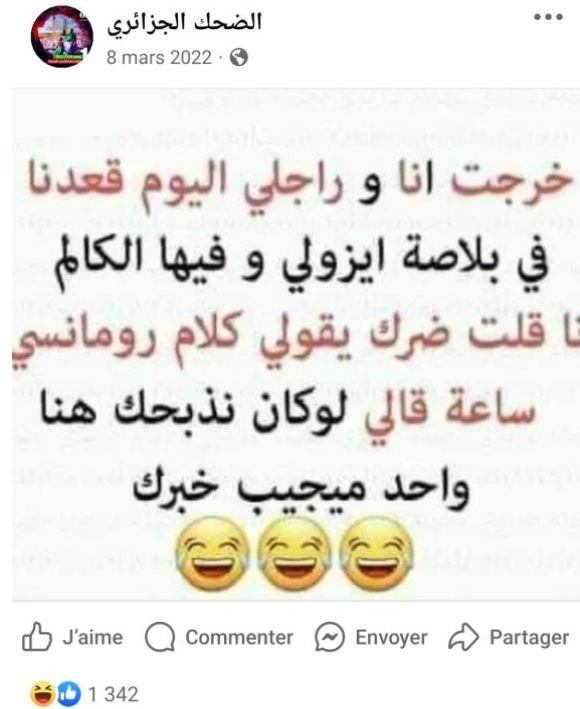 الضحك الجزائري
8 mars 2022 ·
خرجت انا و راجلي اليوم قعدنا
في بلاصة ايزولي و فيها الكالم
نا قلت ضرك يقولي كلام رومانسي
ساعة قالي لوكان نذبحك هنا
واحد ميجيب خبرك
😂😂😂
J'aime Commenter Envoyer Partager
1 342